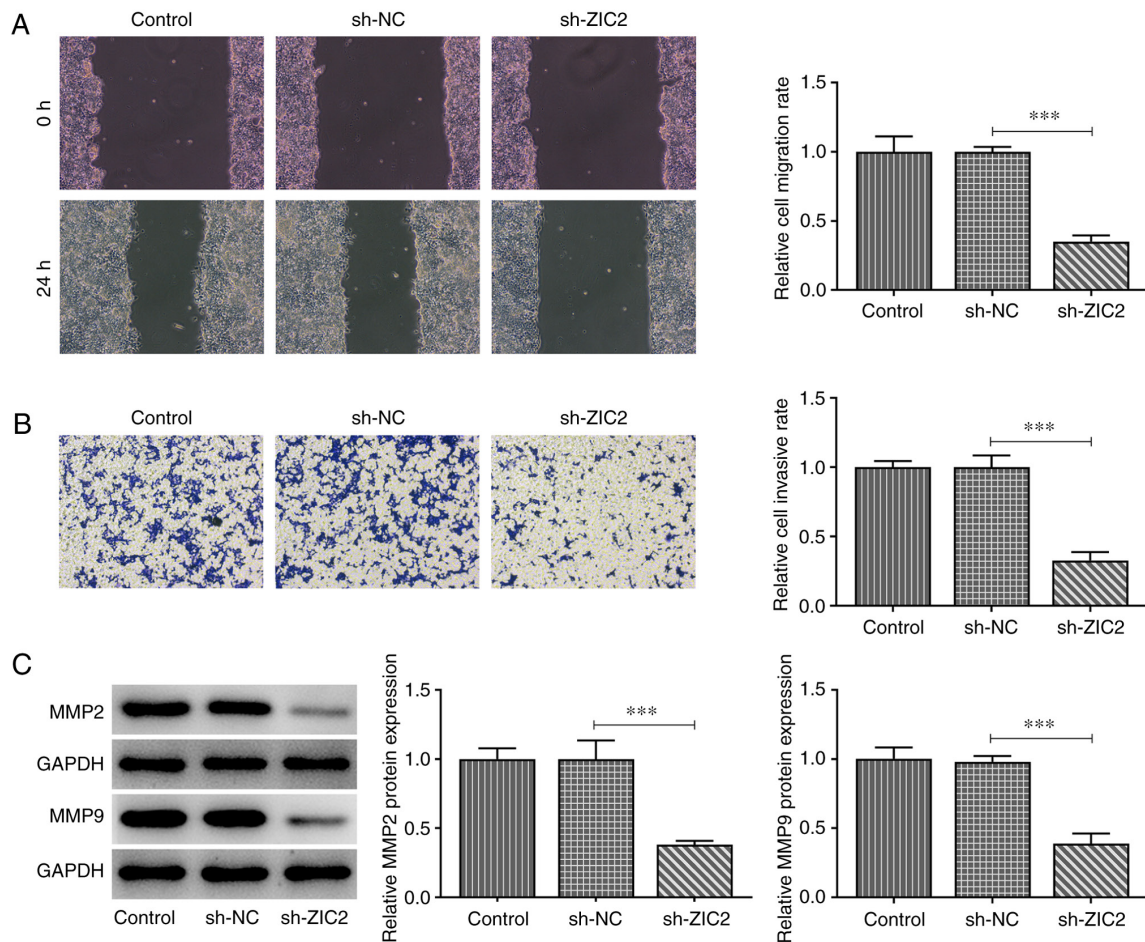 A
Control
sh-NC
sh-ZIC2
0 h
24 h
Relative cell migration rate
1.5
1.0
0.5
0.0
***
Control
sh-NC
sh-ZIC2
B
Control
sh-NC
sh-ZIC2
Relative cell invasive rate
1.5
1.0
0.5
0.0
***
Control
sh-NC
sh-ZIC2
C
MMP2
GAPDH
MMP9
GAPDH
Control
sh-NC
sh-ZIC2
Relative MMP2 protein expression
1.5
1.0
0.5
0.0
***
Control
sh-NC
sh-ZIC2
Relative MMP9 protein expression
1.5
1.0
0.5
0.0
***
Control
sh-NC
sh-ZIC2